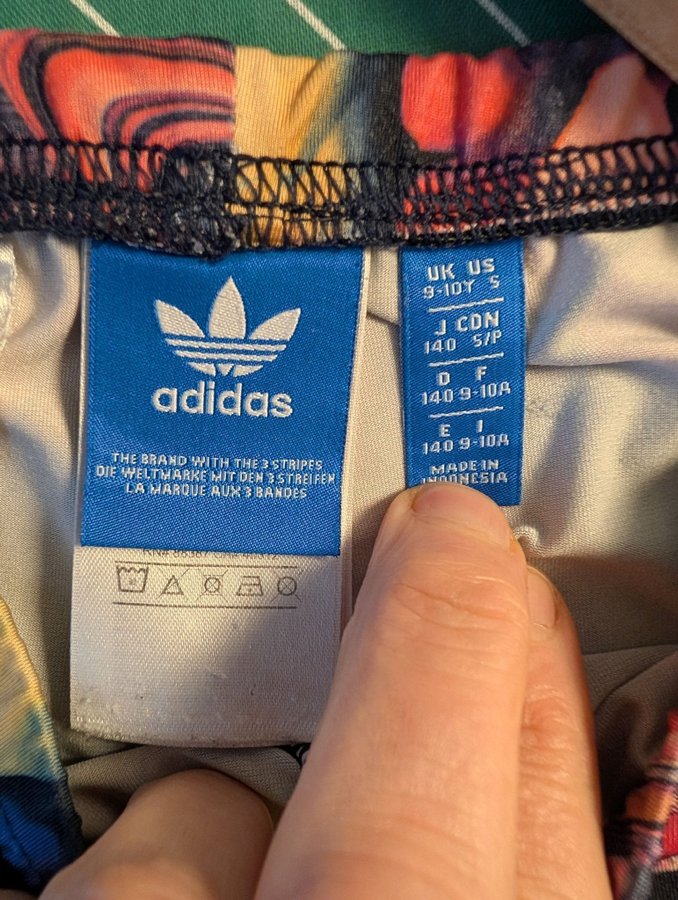 adidas
THE BRAND WITH THE 3 STRIPES
DIE WELTMARKE MIT DEN 3 STREIFEN
LA MARQUE AUX 3 BANDES
UK US
9-10Y S
J CDN
140 S/P
D F
140 9-10A
E I
140 9-10A
MADE IN
INDONESIA